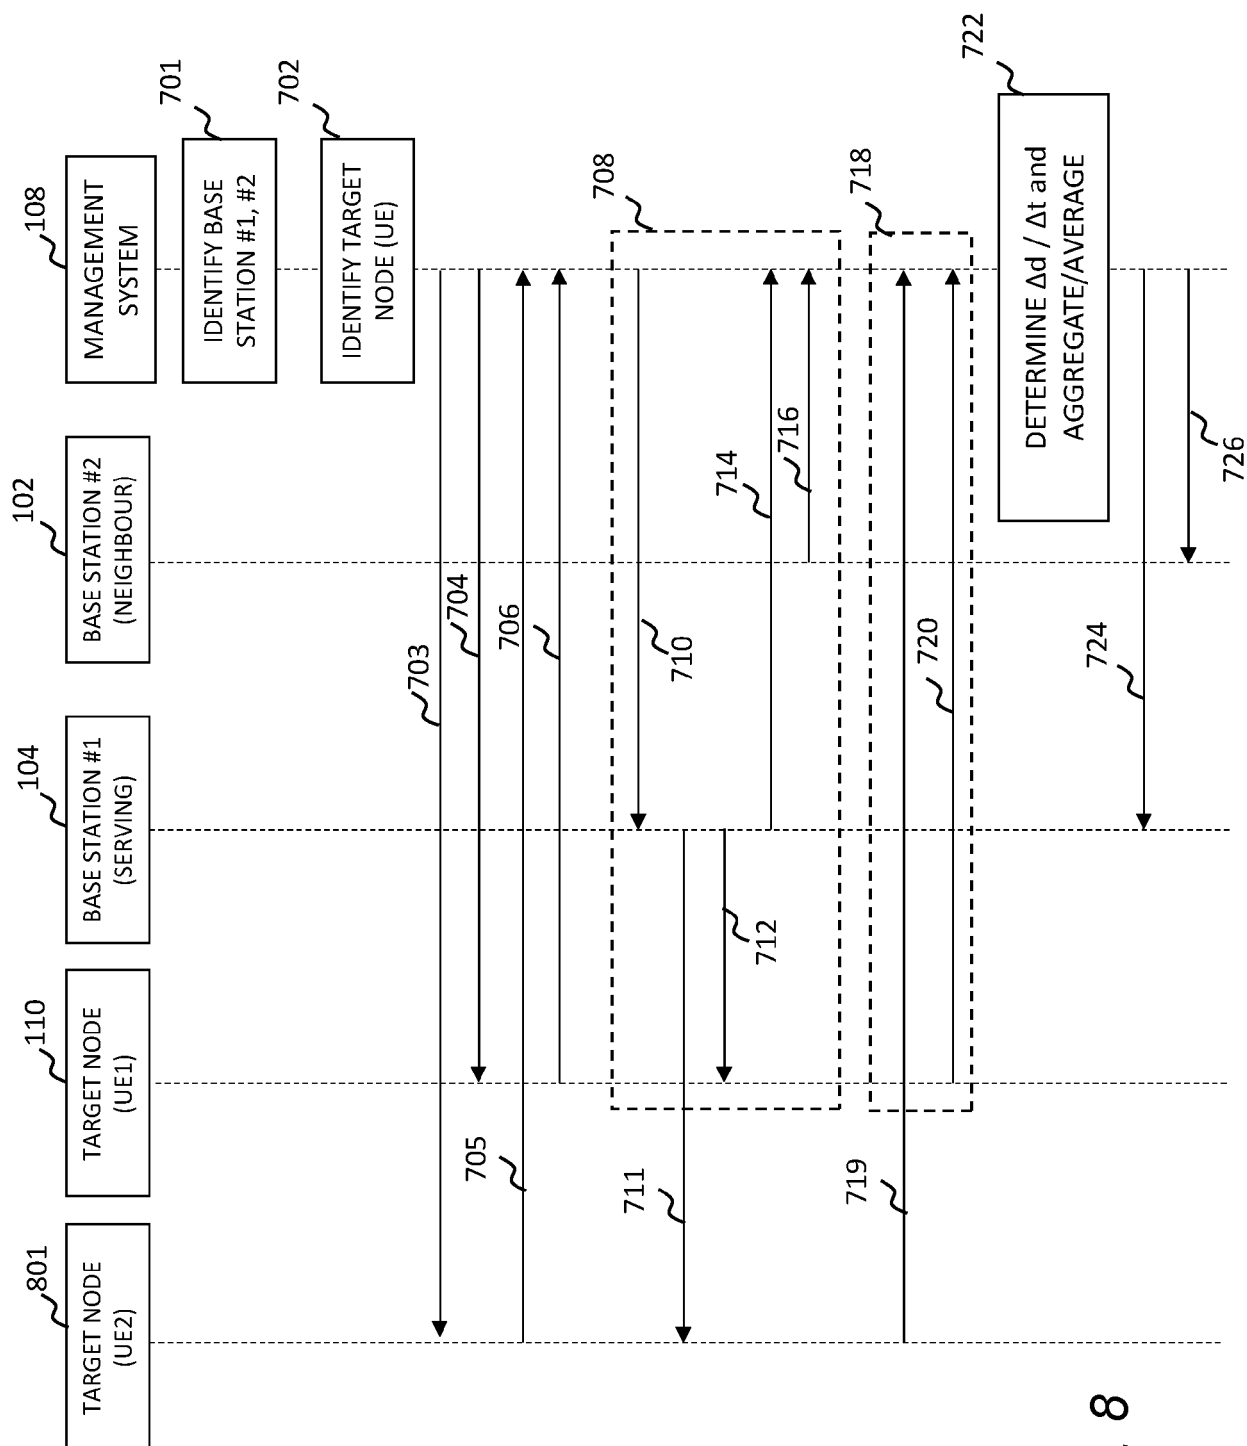 801
TARGET NODE
(UE2)
110
TARGET NODE
(UE1)
104
BASE STATION #1
(SERVING)
102
BASE STATION #2
(NEIGHBOUR)
108
MANAGEMENT
SYSTEM
701
IDENTIFY BASE
STATION #1, #2
702
IDENTIFY TARGET
NODE (UE)
703
704
705
706
708
710
711
712
714
716
718
719
720
722
DETERMINE Δd / Δt and
AGGREGATE/AVERAGE
724
726
8